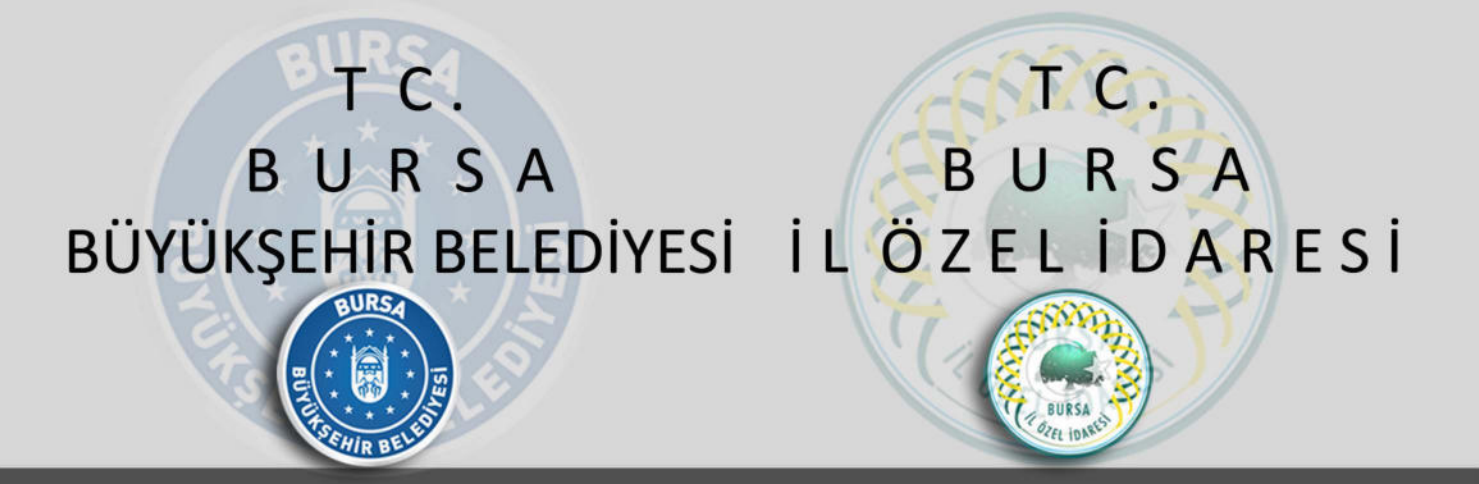 T C.
B U R S A
BÜYÜKŞEHİR BELEDİYESİ
BURSA
BÜYÜKŞEHİR BELEDİYESİ
T C.
B U R S A
İ L Ö Z E L İ D A R E S İ
BURSA
İL ÖZEL İDARESİ